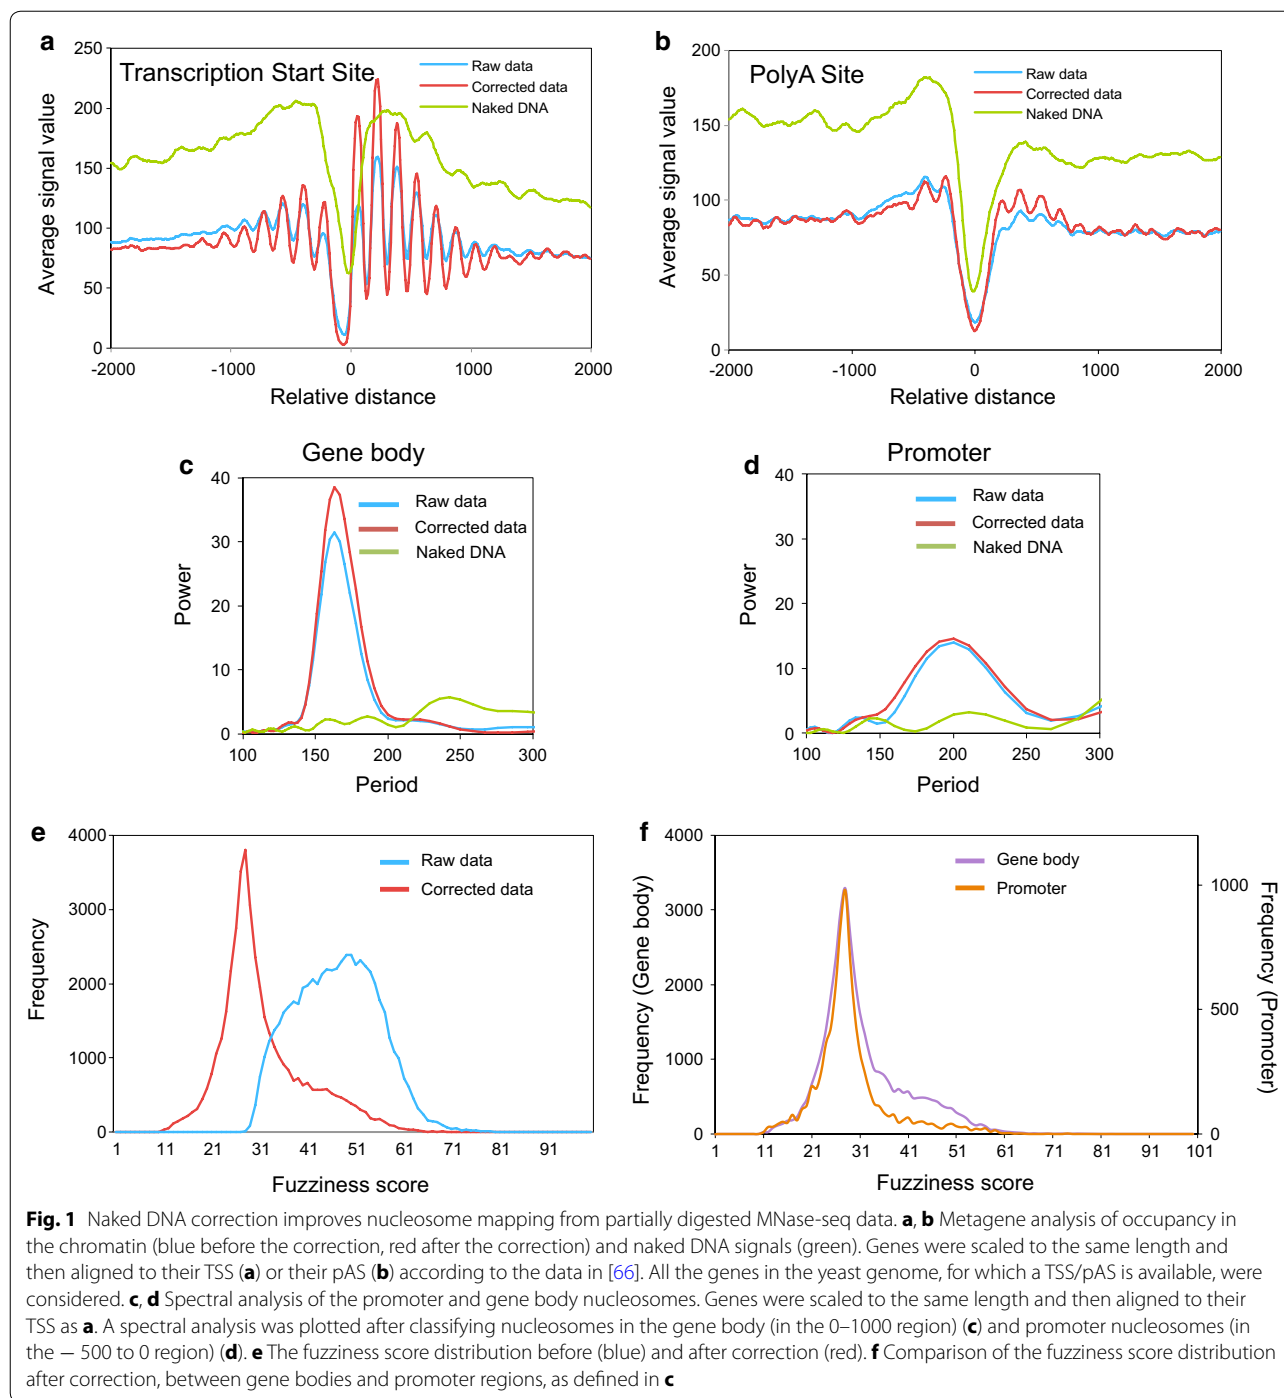 a
Transcription Start Site
Raw data
Corrected data
Naked DNA
Average signal value
250
200
150
100
50
0
-2000
-1000
0
1000
2000
Relative distance
b
PolyA Site
Raw data
Corrected data
Naked DNA
Average signal value
200
150
100
50
0
-2000
-1000
0
1000
2000
Relative distance
c
Gene body
Raw data
Corrected data
Naked DNA
Power
40
30
20
10
0
100
150
200
250
300
Period
d
Promoter
Raw data
Corrected data
Naked DNA
Power
40
30
20
10
0
100
150
200
250
300
Period
e
Raw data
Corrected data
Frequency
4000
3000
2000
1000
0
1
11
21
31
41
51
61
71
81
91
Fuzziness score
f
Gene body
Promoter
Frequency (Gene body)
4000
3000
2000
1000
0
Frequency (Promoter)
1000
500
0
1
11
21
31
41
51
61
71
81
91
101
Fuzziness score
Fig. 1 Naked DNA correction improves nucleosome mapping from partially digested MNase-seq data. a, b Metagene analysis of occupancy in
the chromatin (blue before the correction, red after the correction) and naked DNA signals (green). Genes were scaled to the same length and
then aligned to their TSS (a) or their pAS (b) according to the data in [66]. All the genes in the yeast genome, for which a TSS/pAS is available, were
considered. c, d Spectral analysis of the promoter and gene body nucleosomes. Genes were scaled to the same length and then aligned to their
TSS as a. A spectral analysis was plotted after classifying nucleosomes in the gene body (in the 0–1000 region) (c) and promoter nucleosomes (in
the − 500 to 0 region) (d). e The fuzziness score distribution before (blue) and after correction (red). f Comparison of the fuzziness score distribution
after correction, between gene bodies and promoter regions, as defined in c